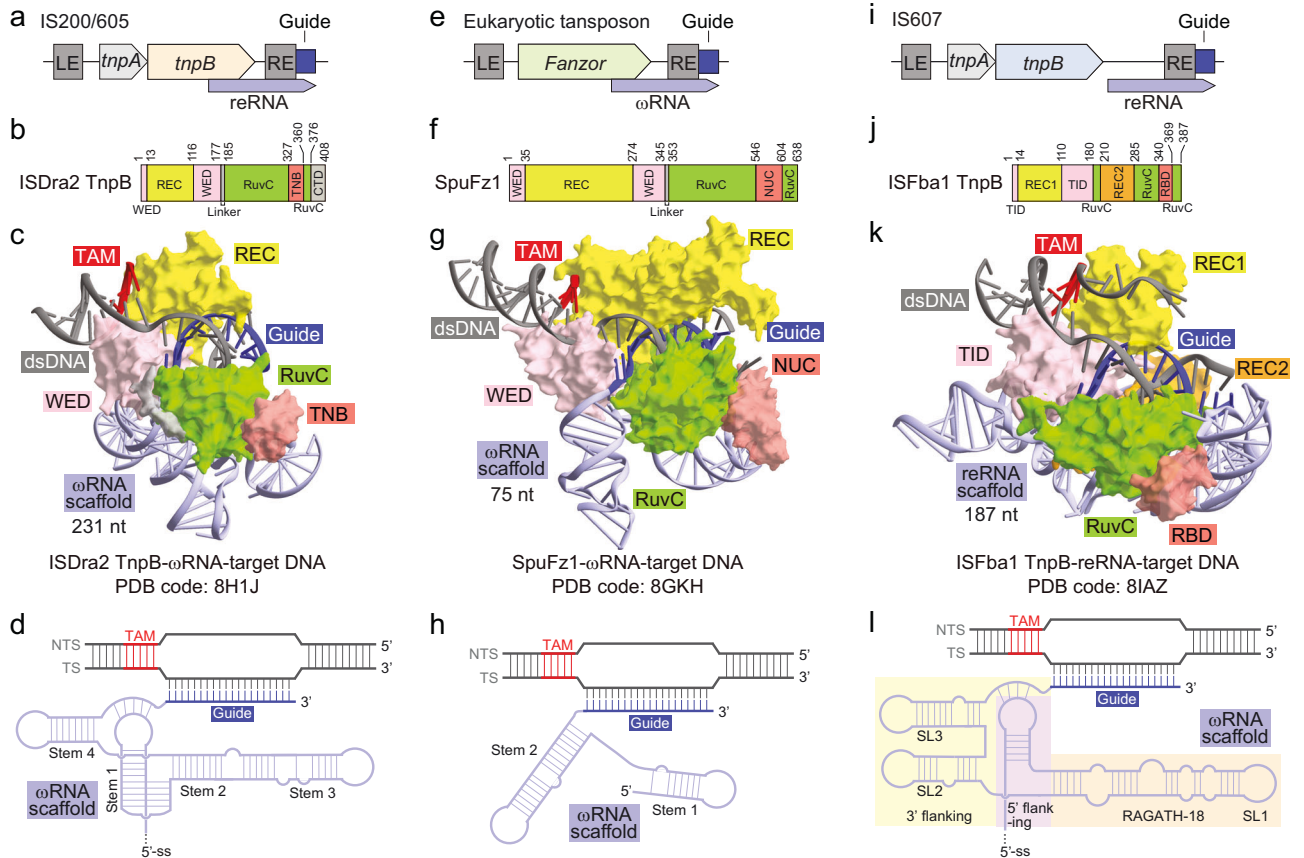 a
IS200/605
Guide
LE
tnpA
tnpB
RE
reRNA
b
1
13
116
177
185
327
360
376
408
ISDra2 TnpB
REC
WED
RuvC
TNB
CTD
WED
Linker
RuvC
c
TAM
REC
dsDNA
Guide
WED
RuvC
TNB
ωRNA
scaffold
231 nt
ISDra2 TnpB-ωRNA-target DNA
PDB code: 8H1J
d
NTS
TAM
5'
TS
3'
3'
Guide
Stem 4
Stem 1
Stem 2
Stem 3
ωRNA
scaffold
5'-ss
e
Eukaryotic tansposon
Guide
LE
Fanzor
RE
ωRNA
f
1
35
274
345
353
546
604
638
SpuFz1
WED
REC
WED
RuvC
NUC
RuvC
Linker
g
TAM
REC
dsDNA
Guide
NUC
WED
ωRNA
scaffold
75 nt
RuvC
SpuFz1-ωRNA-target DNA
PDB code: 8GKH
h
NTS
TAM
5'
TS
3'
3'
Guide
Stem 2
5'
Stem 1
ωRNA
scaffold
i
IS607
Guide
LE
tnpA
tnpB
RE
reRNA
j
1
14
110
180
210
285
340
369
387
ISFba1 TnpB
REC1
TID
REC2
RuvC
RBD
TID
RuvC
RuvC
k
TAM
REC1
dsDNA
Guide
TID
REC2
reRNA
scaffold
187 nt
RuvC
RBD
ISFba1 TnpB-reRNA-target DNA
PDB code: 8IAZ
l
NTS
TAM
5'
TS
3'
3'
Guide
SL3
ωRNA
scaffold
SL2
3' flanking
5' flank
-ing
RAGATH-18
SL1
5'-ss